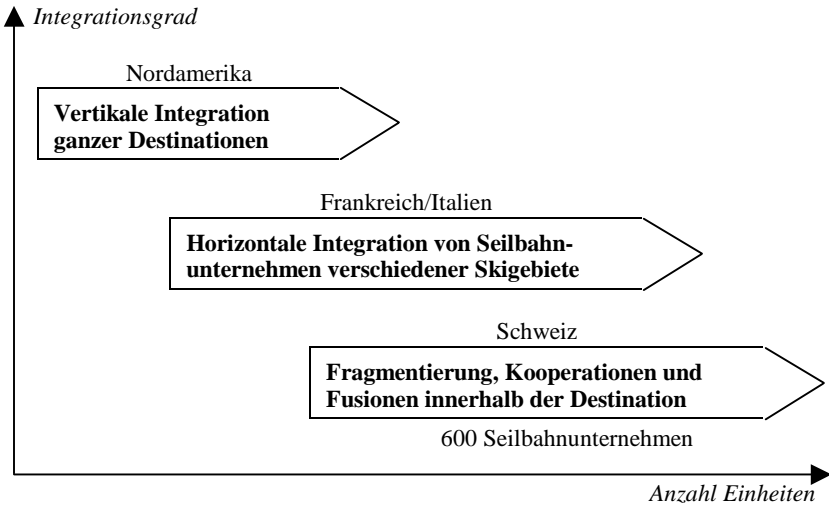 Integrationsgrad
Nordamerika
Vertikale Integration
ganzer Destinationen
Frankreich/Italien
Horizontale Integration von Seilbahn-
unternehmen verschiedener Skigebiete
Schweiz
Fragmentierung, Kooperationen und
Fusionen innerhalb der Destination
600 Seilbahnunternehmen
Anzahl Einheiten